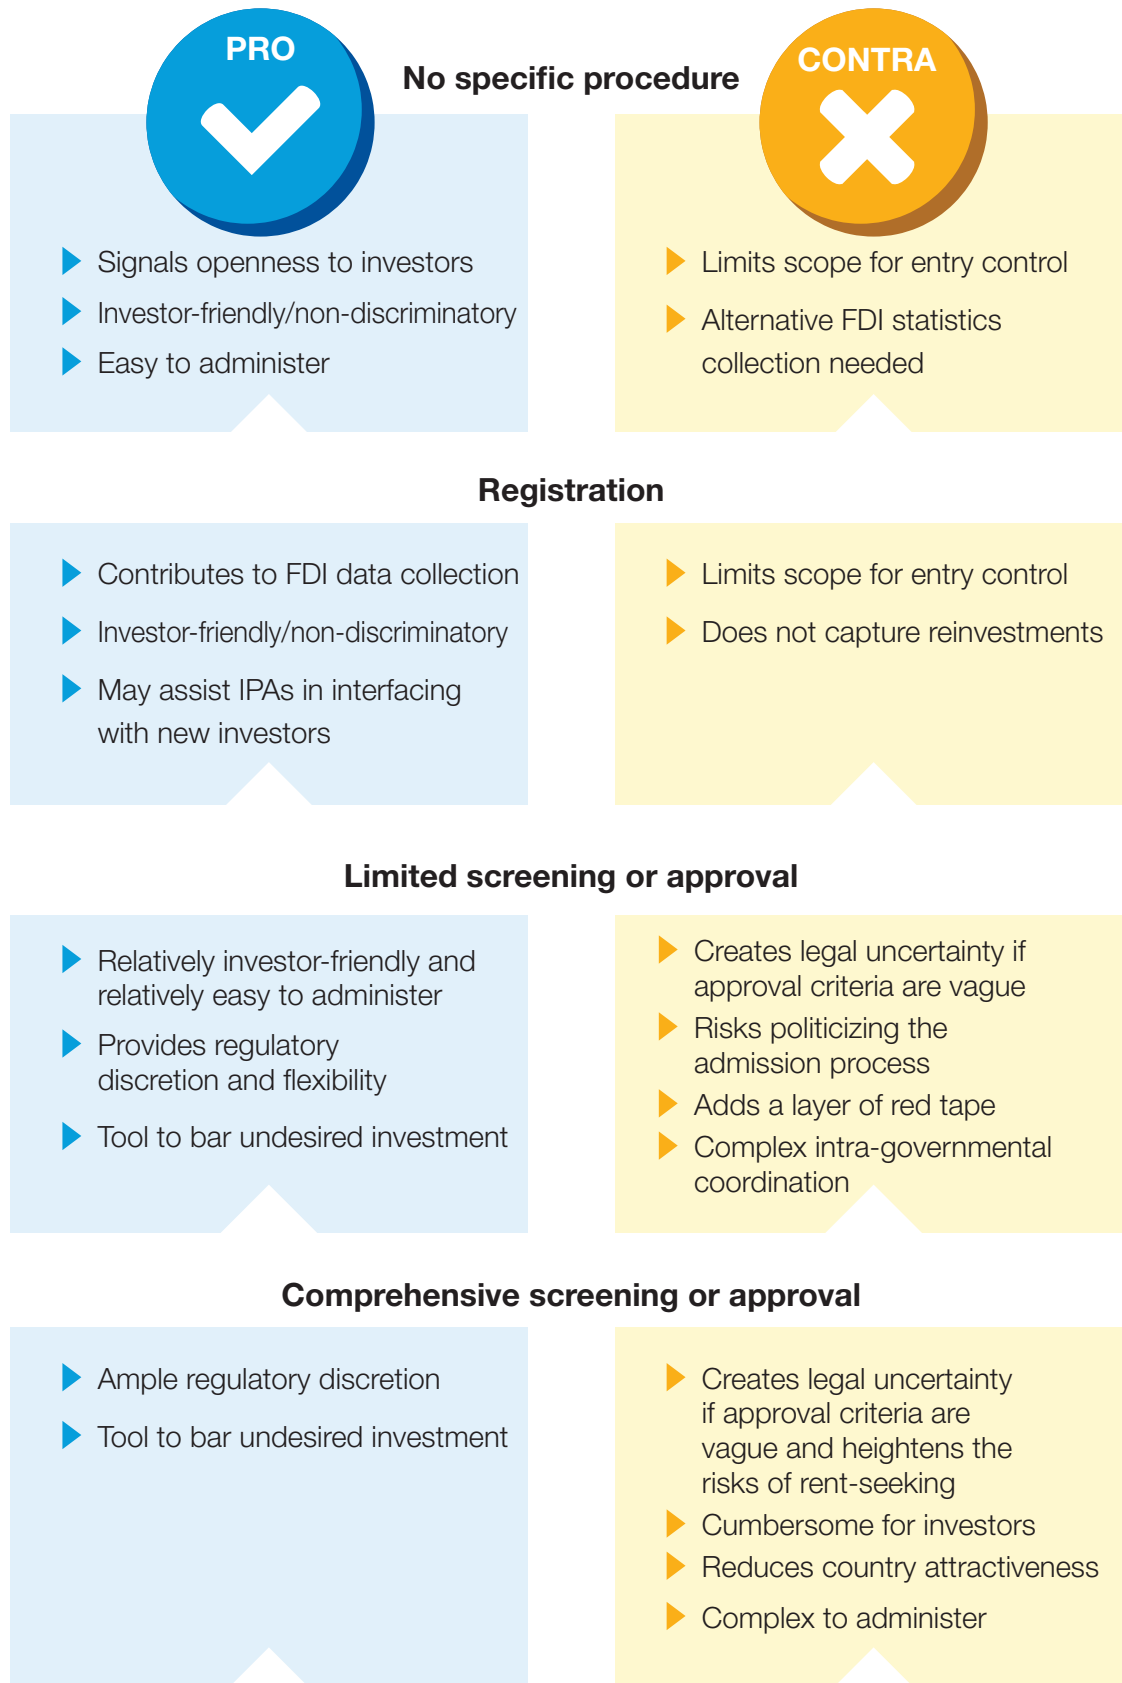 PRO
No specific procedure
CONTRA
Signals openness to investors
Investor-friendly/non-discriminatory
Easy to administer
Limits scope for entry control
Alternative FDI statistics
collection needed
Registration
Contributes to FDI data collection
Investor-friendly/non-discriminatory
May assist IPAs in interfacing
with new investors
Limits scope for entry control
Does not capture reinvestments
Limited screening or approval
Relatively investor-friendly and
relatively easy to administer
Provides regulatory
discretion and flexibility
Tool to bar undesired investment
Creates legal uncertainty if
approval criteria are vague
Risks politicizing the
admission process
Adds a layer of red tape
Complex intra-governmental
coordination
Comprehensive screening or approval
Ample regulatory discretion
Tool to bar undesired investment
Creates legal uncertainty
if approval criteria are
vague and heightens the
risks of rent-seeking
Cumbersome for investors
Reduces country attractiveness
Complex to administer